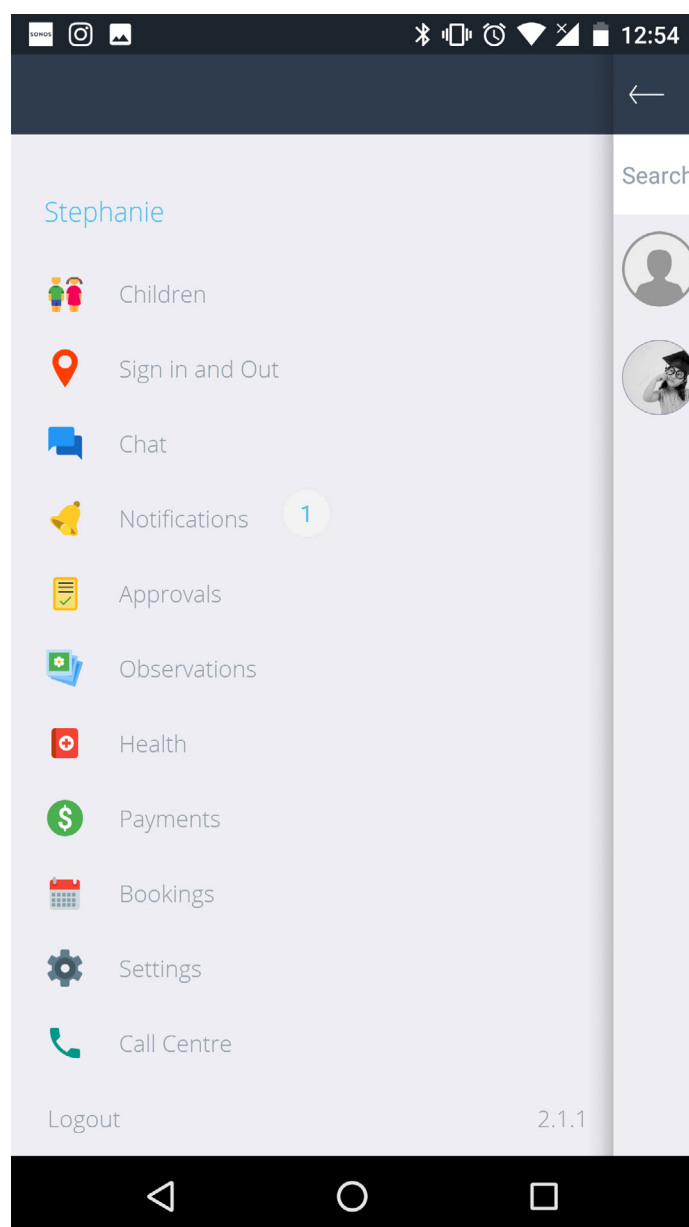 SONOS
12:54
Search
Stephanie
Children
Sign in and Out
Chat
Notifications 1
Approvals
Observations
Health
Payments
Bookings
Settings
Call Centre
Logout 2.1.1